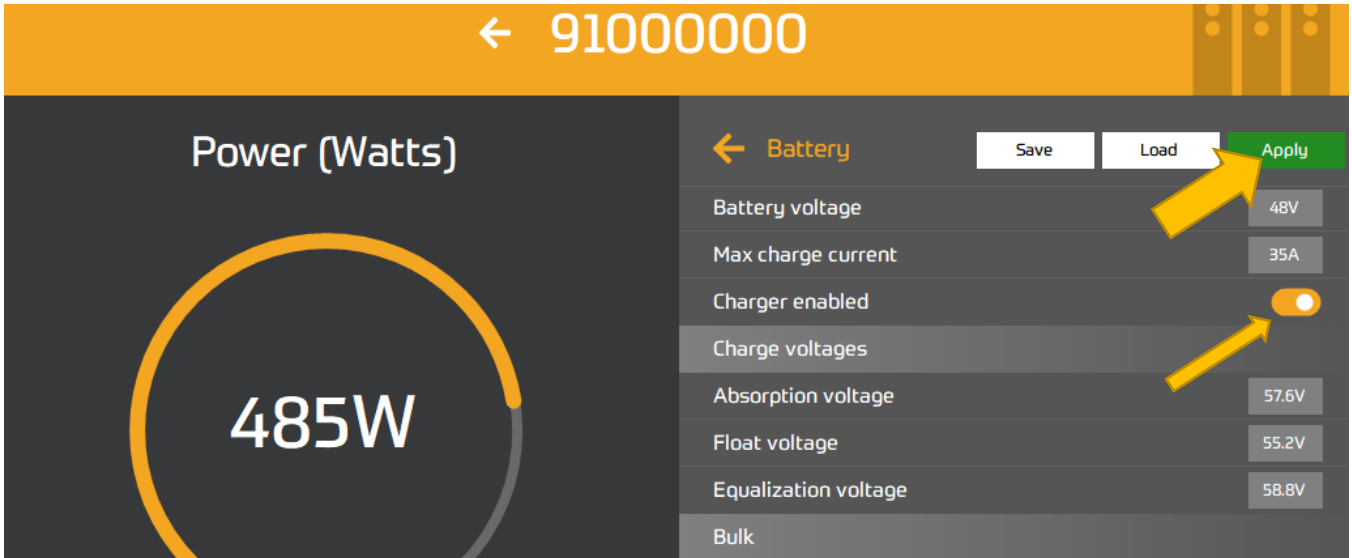 91000000
Power (Watts)
485W
Battery
Save
Load
Apply
Battery voltage 48V
Max charge current 35A
Charger enabled
Charge voltages
Absorption voltage 57.6V
Float voltage 55.2V
Equalization voltage 58.8V
Bulk